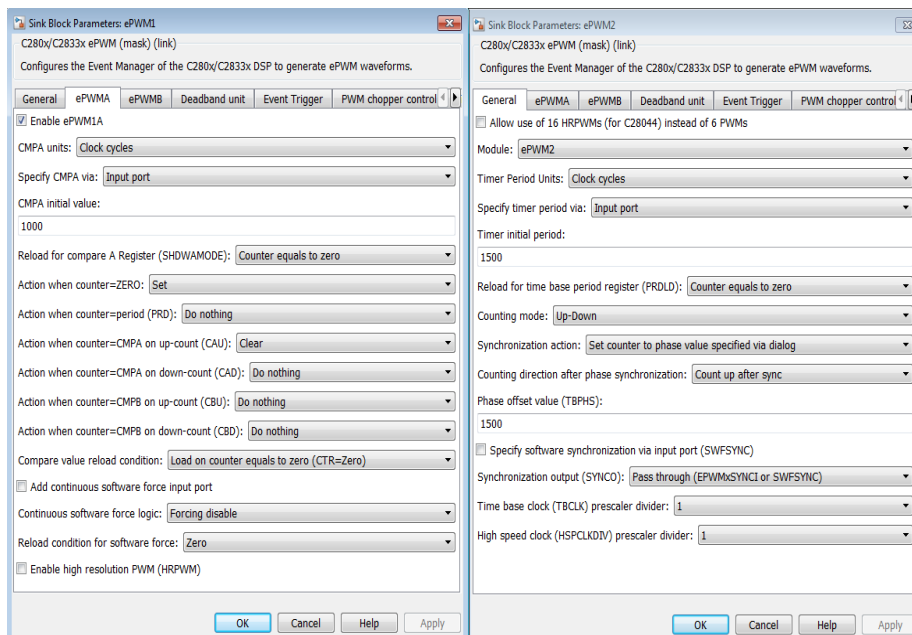 Sink Block Parameters: ePWM1
C280x/C2833x ePWM (mask) (link)
Configures the Event Manager of the C280x/C2833x DSP to generate ePWM waveforms.
General ePWMA ePWMB Deadband unit Event Trigger PWM chopper control
Enable ePWM1A
CMPA units: Clock cycles
Specify CMPA via: Input port
CMPA initial value:
1000
Reload for compare A Register (SHDWAMODE): Counter equals to zero
Action when counter=ZERO: Set
Action when counter=period (PRD): Do nothing
Action when counter=CMPA on up-count (CAU): Clear
Action when counter=CMPA on down-count (CAD): Do nothing
Action when counter=CMPB on up-count (CBU): Do nothing
Action when counter=CMPB on down-count (CBD): Do nothing
Compare value reload condition: Load on counter equals to zero (CTR=Zero)
Add continuous software force input port
Continuous software force logic: Forcing disable
Reload condition for software force: Zero
Enable high resolution PWM (HRPWM)
OK Cancel Help Apply
Sink Block Parameters: ePWM2
C280x/C2833x ePWM (mask) (link)
Configures the Event Manager of the C280x/C2833x DSP to generate ePWM waveforms.
General ePWMA ePWMB Deadband unit Event Trigger PWM chopper control
Allow use of 16 HRPWMs (for C28044) instead of 6 PWMs
Module: ePWM2
Timer Period Units: Clock cycles
Specify timer period via: Input port
Timer initial period:
1500
Reload for time base period register (PRDLD): Counter equals to zero
Counting mode: Up-Down
Synchronization action: Set counter to phase value specified via dialog
Counting direction after phase synchronization: Count up after sync
Phase offset value (TBPHS):
1500
Specify software synchronization via input port (SWFSYNC)
Synchronization output (SYNCO): Pass through (EPWMxSYNCI or SWFSYNC)
Time base clock (TBCLK) prescaler divider: 1
High speed clock (HSPCLKDIV) prescaler divider: 1
OK Cancel Help Apply